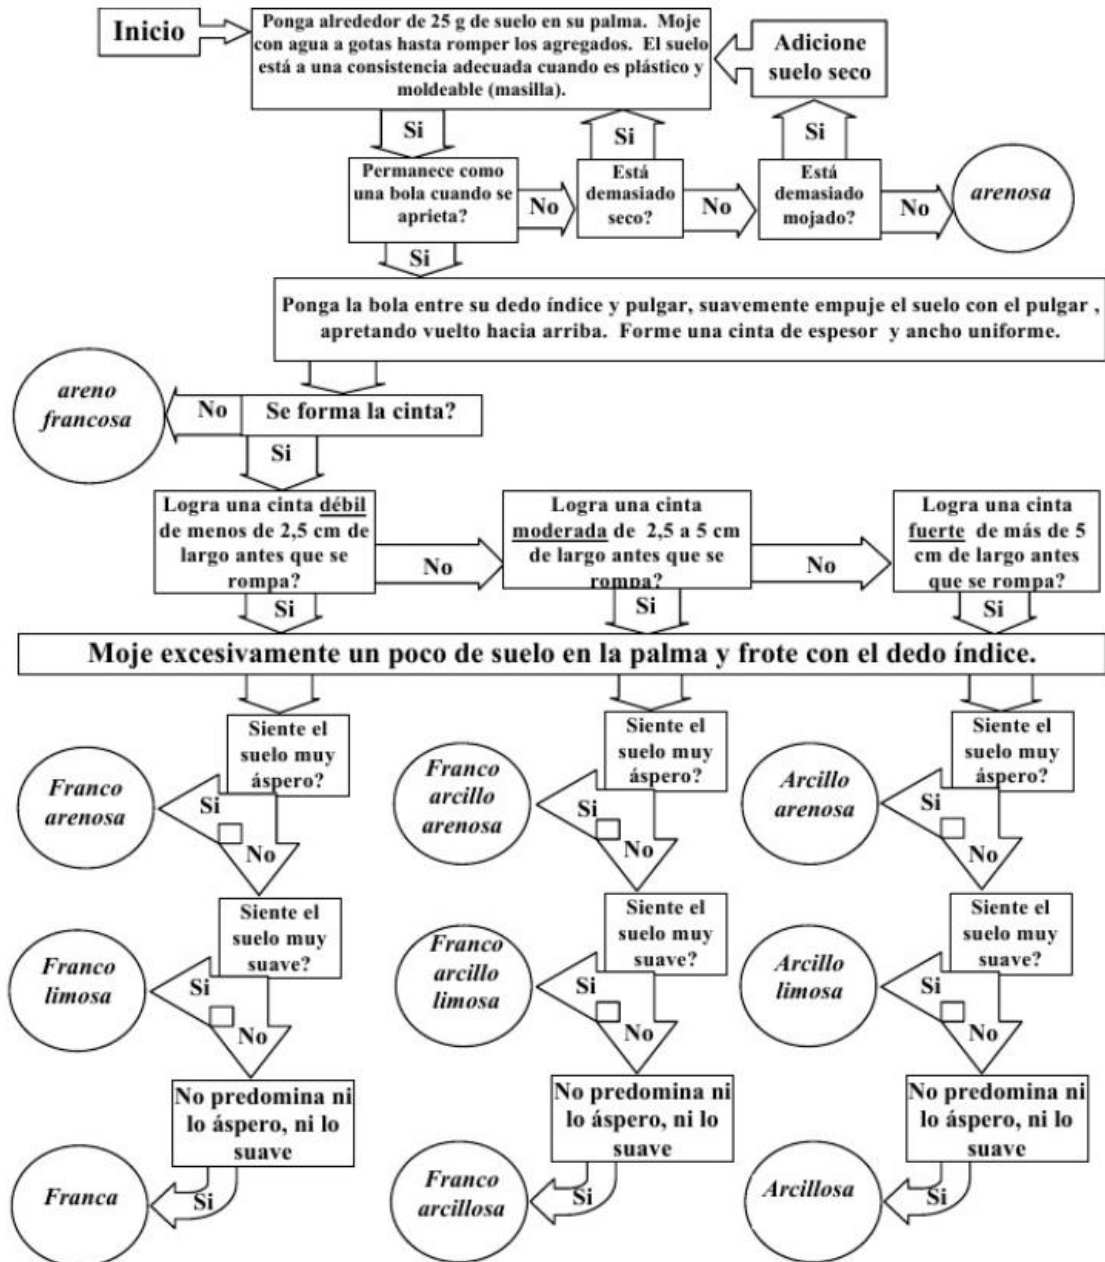 Inicio
Ponga alrededor de 25 g de suelo en su palma. Moje
con agua a gotas hasta romper los agregados. El suelo
está a una consistencia adecuada cuando es plástico y
moldeable (masilla).
Adicione
suelo seco
Si
Si
Si
Permanece como
una bola cuando se
aprieta?
No
Está
demasiado
seco?
No
Está
demasiado
mojado?
No
arenosa
Si
Ponga la bola entre su dedo índice y pulgar, suavemente empuje el suelo con el pulgar ,
apretando vuelto hacia arriba. Forme una cinta de espesor y ancho uniforme.
areno
francosa
No
Se forma la cinta?
Si
Logra una cinta débil
de menos de 2,5 cm de
largo antes que se
rompa?
No
Logra una cinta
moderada de 2,5 a 5 cm
de largo antes que se
rompa?
No
Logra una cinta
fuerte de más de 5
cm de largo antes
que se rompa?
Si
Si
Si
Moje excesivamente un poco de suelo en la palma y frote con el dedo índice.
Siente el
suelo muy
áspero?
Si
No
Franco
arenosa
Siente el
suelo muy
áspero?
Si
No
Franco
arcillo
arenosa
Siente el
suelo muy
áspero?
Si
No
Arcillo
arenosa
Siente el
suelo muy
suave?
Si
No
Franco
limosa
Siente el
suelo muy
suave?
Si
No
Franco
arcillo
limosa
Siente el
suelo muy
suave?
Si
No
Arcillo
limosa
No predomina ni
lo áspero, ni lo
suave
Si
Franca
No predomina ni
lo áspero, ni lo
suave
Si
Franco
arcillosa
No predomina ni
lo áspero, ni lo
suave
Si
Arcillosa